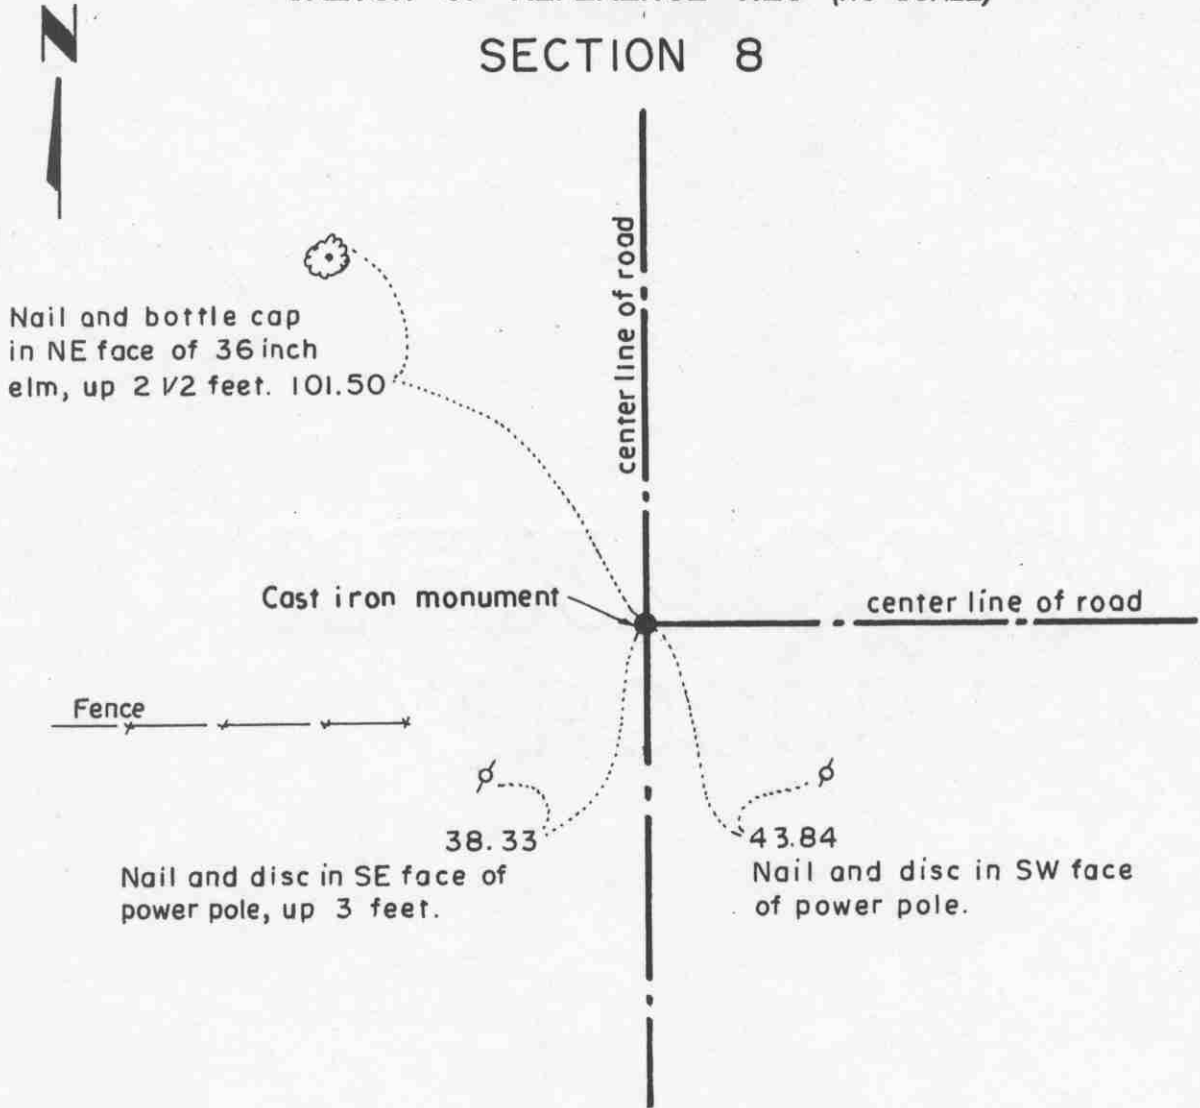 (NO SCALE)
SECTION 8
N
center line of road
Nail and bottle cap
in NE face of 36 inch
elm, up 2 1/2 feet. 101.50
Cast iron monument
center line of road
Fence
38.33
Nail and disc in SE face of
power pole, up 3 feet.
43.84
Nail and disc in SW face
of power pole.